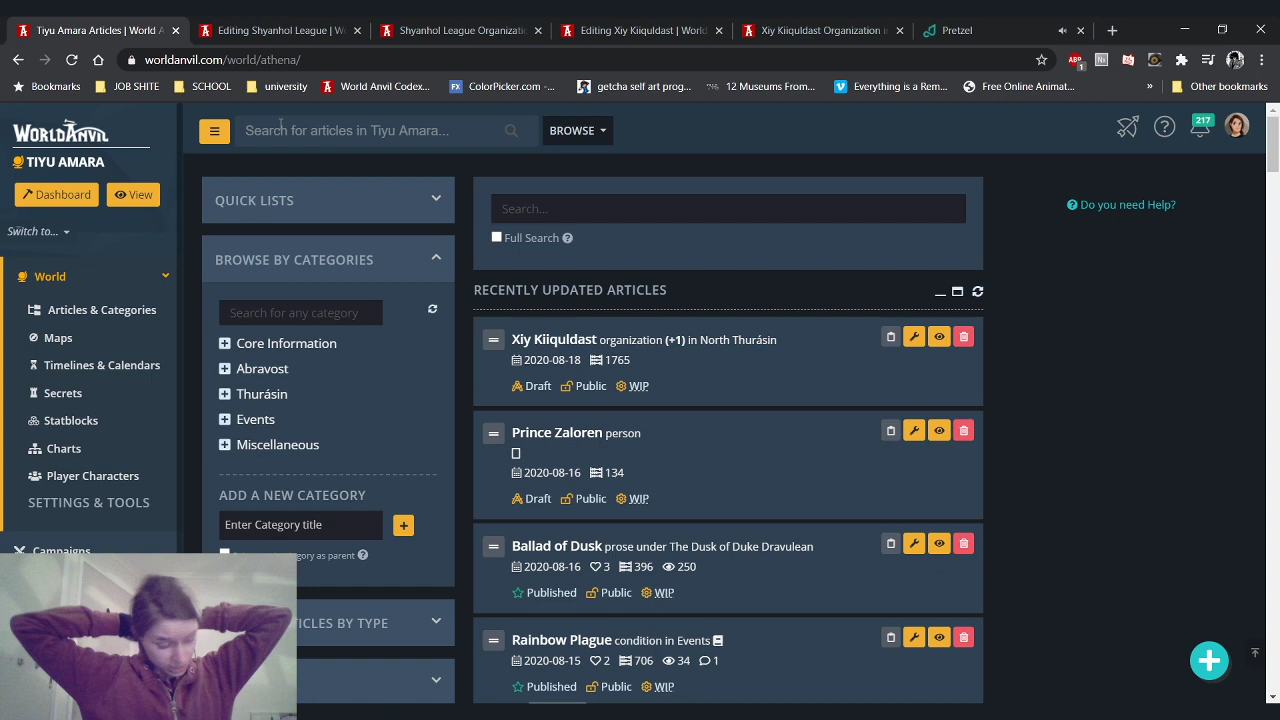 Tiyu Amara Articles | World A
Editing Shyanhol League | W
Shyanhol League Organizatio
Editing Xiy Kiiquldast | World
Xiy Kiiquldast Organization in
Pretzel
worldanvil.com/world/athena/
ABP
1
Bookmarks
JOB SHITE
SCHOOL
university
World Anvil Codex...
FX
ColorPicker.com -...
getcha self art prog...
12 Museums From...
Everything is a Rem...
Free Online Animat...
»
Other bookmarks
WORLDANVIL
TIYU AMARA
Dashboard
View
Switch to...
World
Articles & Categories
Maps
Timelines & Calendars
Secrets
Statblocks
Charts
Player Characters
SETTINGS & TOOLS
Campaigns
Search for articles in Tiyu Amara...
BROWSE
217
QUICK LISTS
BROWSE BY CATEGORIES
Search for any category
Core Information
Abravost
Thurásin
Events
Miscellaneous
ADD A NEW CATEGORY
Enter Category title
as parent
BY TYPE
Search...
Full Search
RECENTLY UPDATED ARTICLES
Xiy Kiiquldast organization (+1) in North Thurásin
2020-08-18 1765
Draft Public WIP
Prince Zaloren person
2020-08-16 134
Draft Public WIP
Ballad of Dusk prose under The Dusk of Duke Dravulean
2020-08-16 3 396 250
Published Public WIP
Rainbow Plague condition in Events
2020-08-15 2 706 34 1
Published Public WIP
Do you need Help?